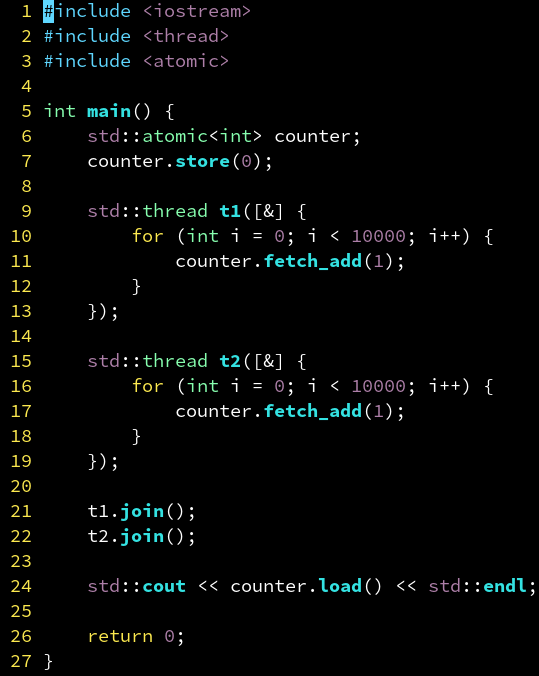 1 #include <iostream>
2 #include <thread>
3 #include <atomic>
4
5 int main() {
6     std::atomic<int> counter;
7     counter.store(0);
8
9     std::thread t1([&] {
10         for (int i = 0; i < 10000; i++) {
11             counter.fetch_add(1);
12         }
13     });
14
15     std::thread t2([&] {
16         for (int i = 0; i < 10000; i++) {
17             counter.fetch_add(1);
18         }
19     });
20
21     t1.join();
22     t2.join();
23
24     std::cout << counter.load() << std::endl;
25
26     return 0;
27 }